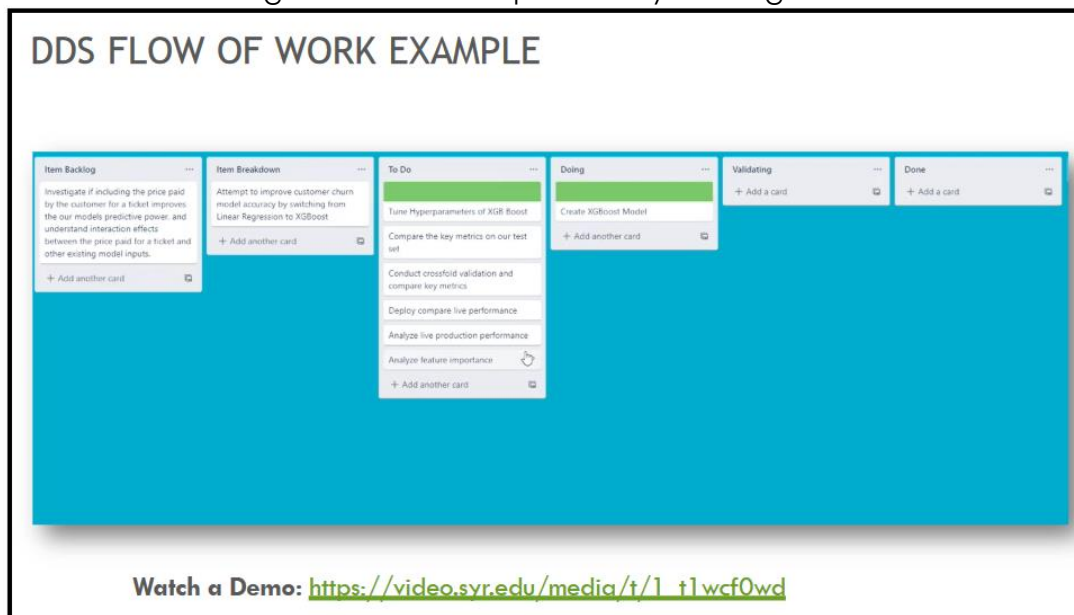 DDS FLOW OF WORK EXAMPLE
Item Backlog ...
Investigate if including the price paid
by the customer for a ticket improves
the our models predictive power. and
understand interaction effects
between the price paid for a ticket and
other existing model inputs.
+ Add another card
Item Breakdown ...
Attempt to improve customer churn
model accuracy by switching from
Linear Regression to XGBoost
+ Add another card
To Do ...
Tune Hyperparameters of XGB Boost
Compare the key metrics on our test
set
Conduct crossfold validation and
compare key metrics
Deploy compare live performance
Analyze live production performance
Analyze feature importance
+ Add another card
Doing ...
Create XGBoost Model
+ Add another card
Validating ...
+ Add a card
Done ...
+ Add a card
Watch a Demo: https://video.syr.edu/media/t/1_t1wcf0wd